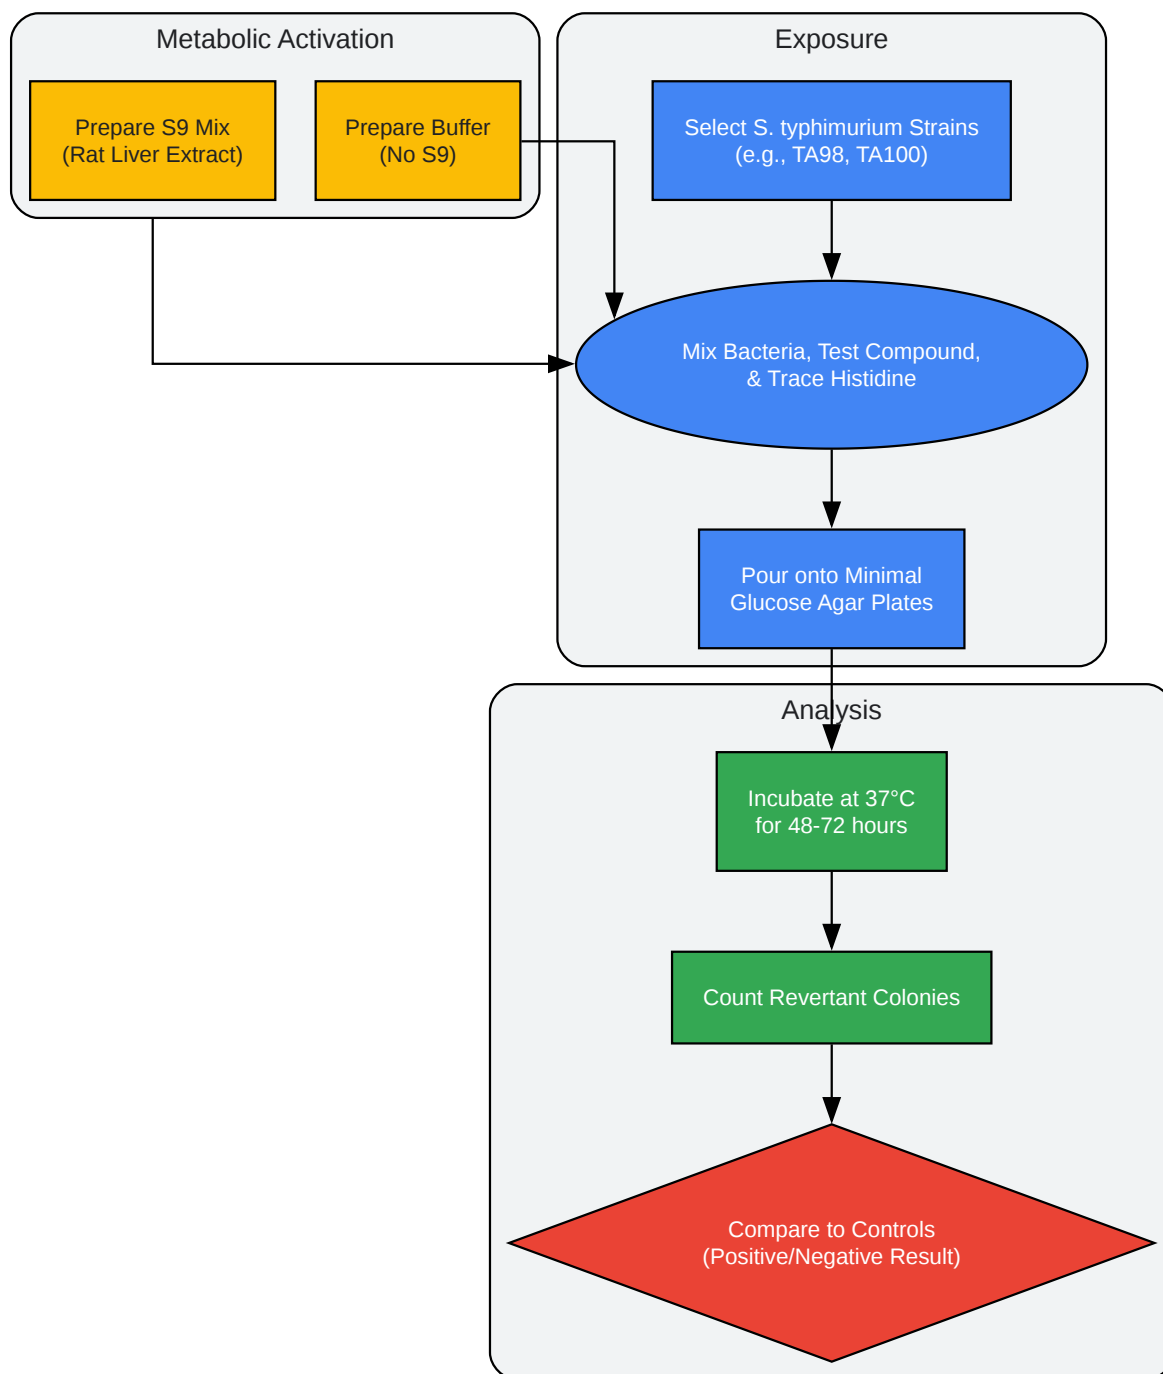 Metabolic Activation
Prepare S9 Mix
(Rat Liver Extract)
Prepare Buffer
(No S9)
Exposure
Select S. typhimurium Strains
(e.g., TA98, TA100)
Mix Bacteria, Test Compound,
& Trace Histidine
Pour onto Minimal
Glucose Agar Plates
Analysis
Incubate at 37°C
for 48-72 hours
Count Revertant Colonies
Compare to Controls
(Positive/Negative Result)